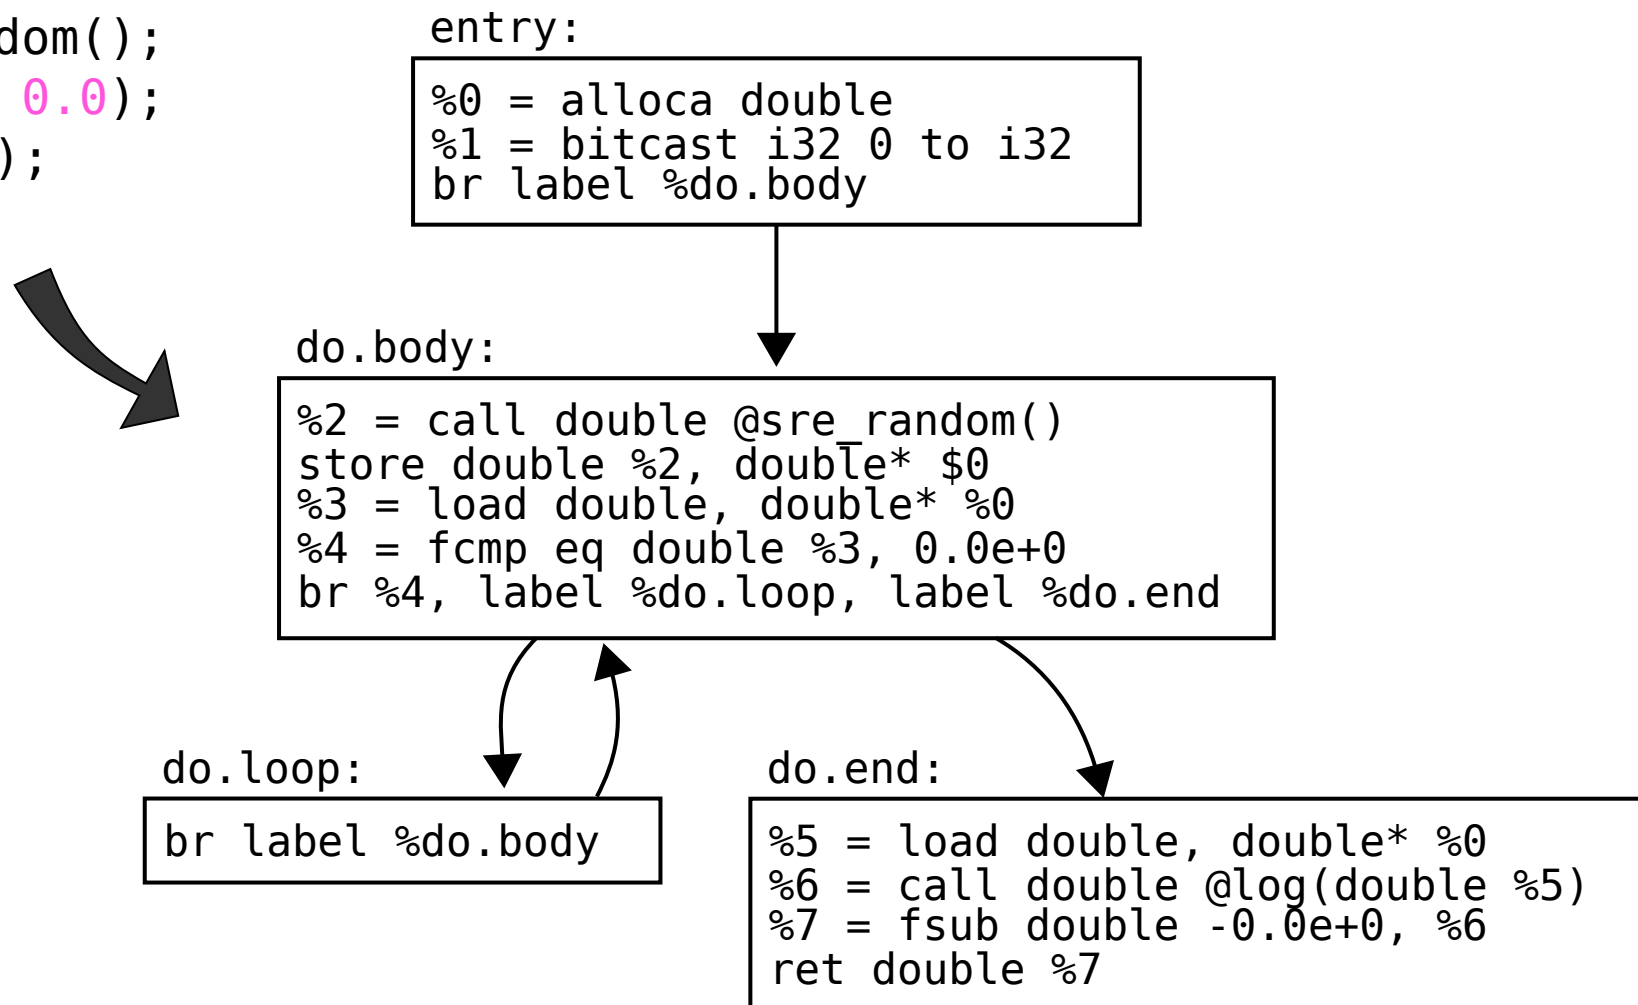 dom();
0.0);
);
entry:
%0 = alloca double
%1 = bitcast i32 0 to i32
br label %do.body
do.body:
%2 = call double @sre_random()
store double %2, double* $0
%3 = load double, double* %0
%4 = fcmp eq double %3, 0.0e+0
br %4, label %do.loop, label %do.end
do.loop:
br label %do.body
do.end:
%5 = load double, double* %0
%6 = call double @log(double %5)
%7 = fsub double -0.0e+0, %6
ret double %7